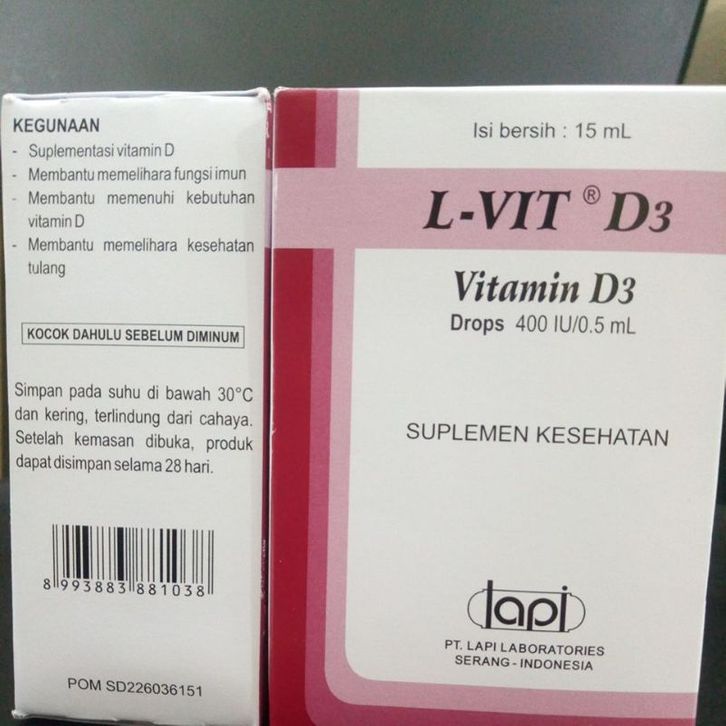 KEGUNAAN
- Suplementasi vitamin D
- Membantu memelihara fungsi imun
- Membantu memenuhi kebutuhan
vitamin D
- Membantu memelihara kesehatan
tulang
KOCOK DAHULU SEBELUM DIMINUM
Simpan pada suhu di bawah 30°C
dan kering, terlindung dari cahaya.
Setelah kemasan dibuka, produk
dapat disimpan selama 28 hari.
8 993883 881038
POM SD226036151
Isi bersih : 15 mL
L-VIT ® D3
Vitamin D3
Drops 400 IU/0.5 mL
SUPLEMEN KESEHATAN
lapi
PT. LAPI LABORATORIES
SERANG - INDONESIA